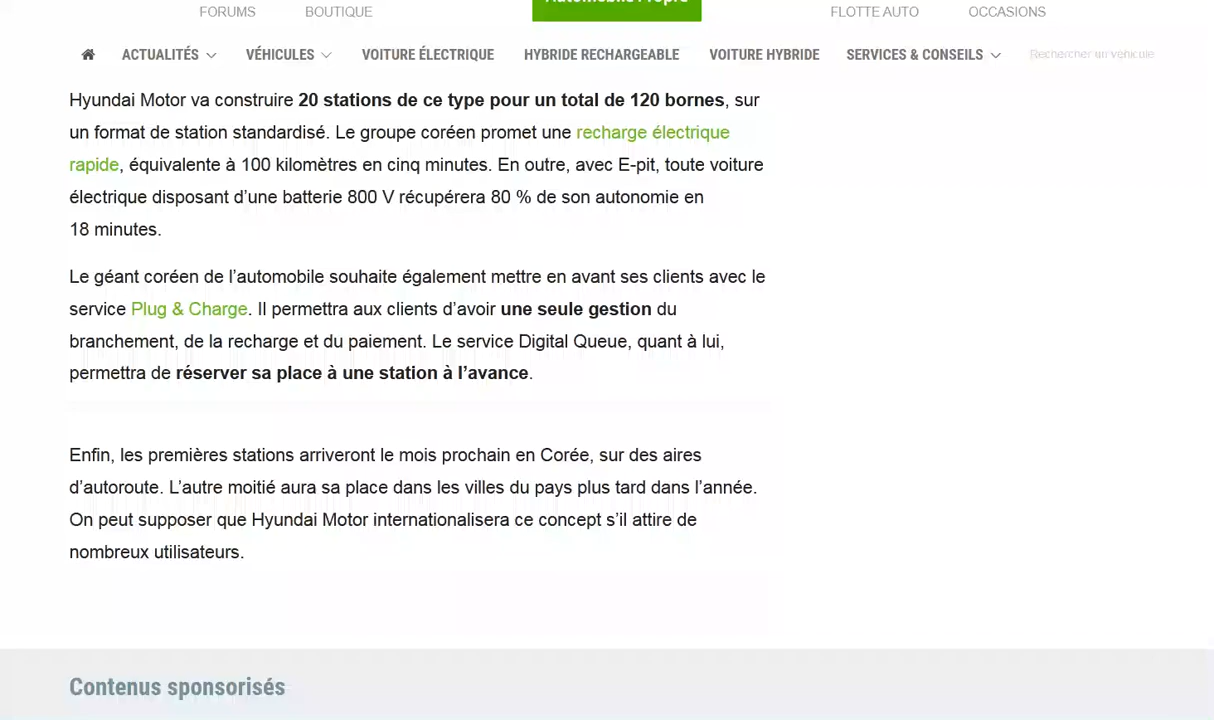 FORUMS BOUTIQUE Automobile Propre FLOTTE AUTO OCCASIONS
ACTUALITÉS VÉHICULES VOITURE ÉLECTRIQUE HYBRIDE RECHARGEABLE VOITURE HYBRIDE SERVICES & CONSEILS Rechercher un véhicule
Hyundai Motor va construire 20 stations de ce type pour un total de 120 bornes, sur
un format de station standardisé. Le groupe coréen promet une recharge électrique
rapide, équivalente à 100 kilomètres en cinq minutes. En outre, avec E-pit, toute voiture
électrique disposant d’une batterie 800 V récupérera 80 % de son autonomie en
18 minutes.
Le géant coréen de l’automobile souhaite également mettre en avant ses clients avec le
service Plug & Charge. Il permettra aux clients d’avoir une seule gestion du
branchement, de la recharge et du paiement. Le service Digital Queue, quant à lui,
permettra de réserver sa place à une station à l’avance.
Enfin, les premières stations arriveront le mois prochain en Corée, sur des aires
d’autoroute. L’autre moitié aura sa place dans les villes du pays plus tard dans l’année.
On peut supposer que Hyundai Motor internationalisera ce concept s’il attire de
nombreux utilisateurs.
Contenus sponsorisés